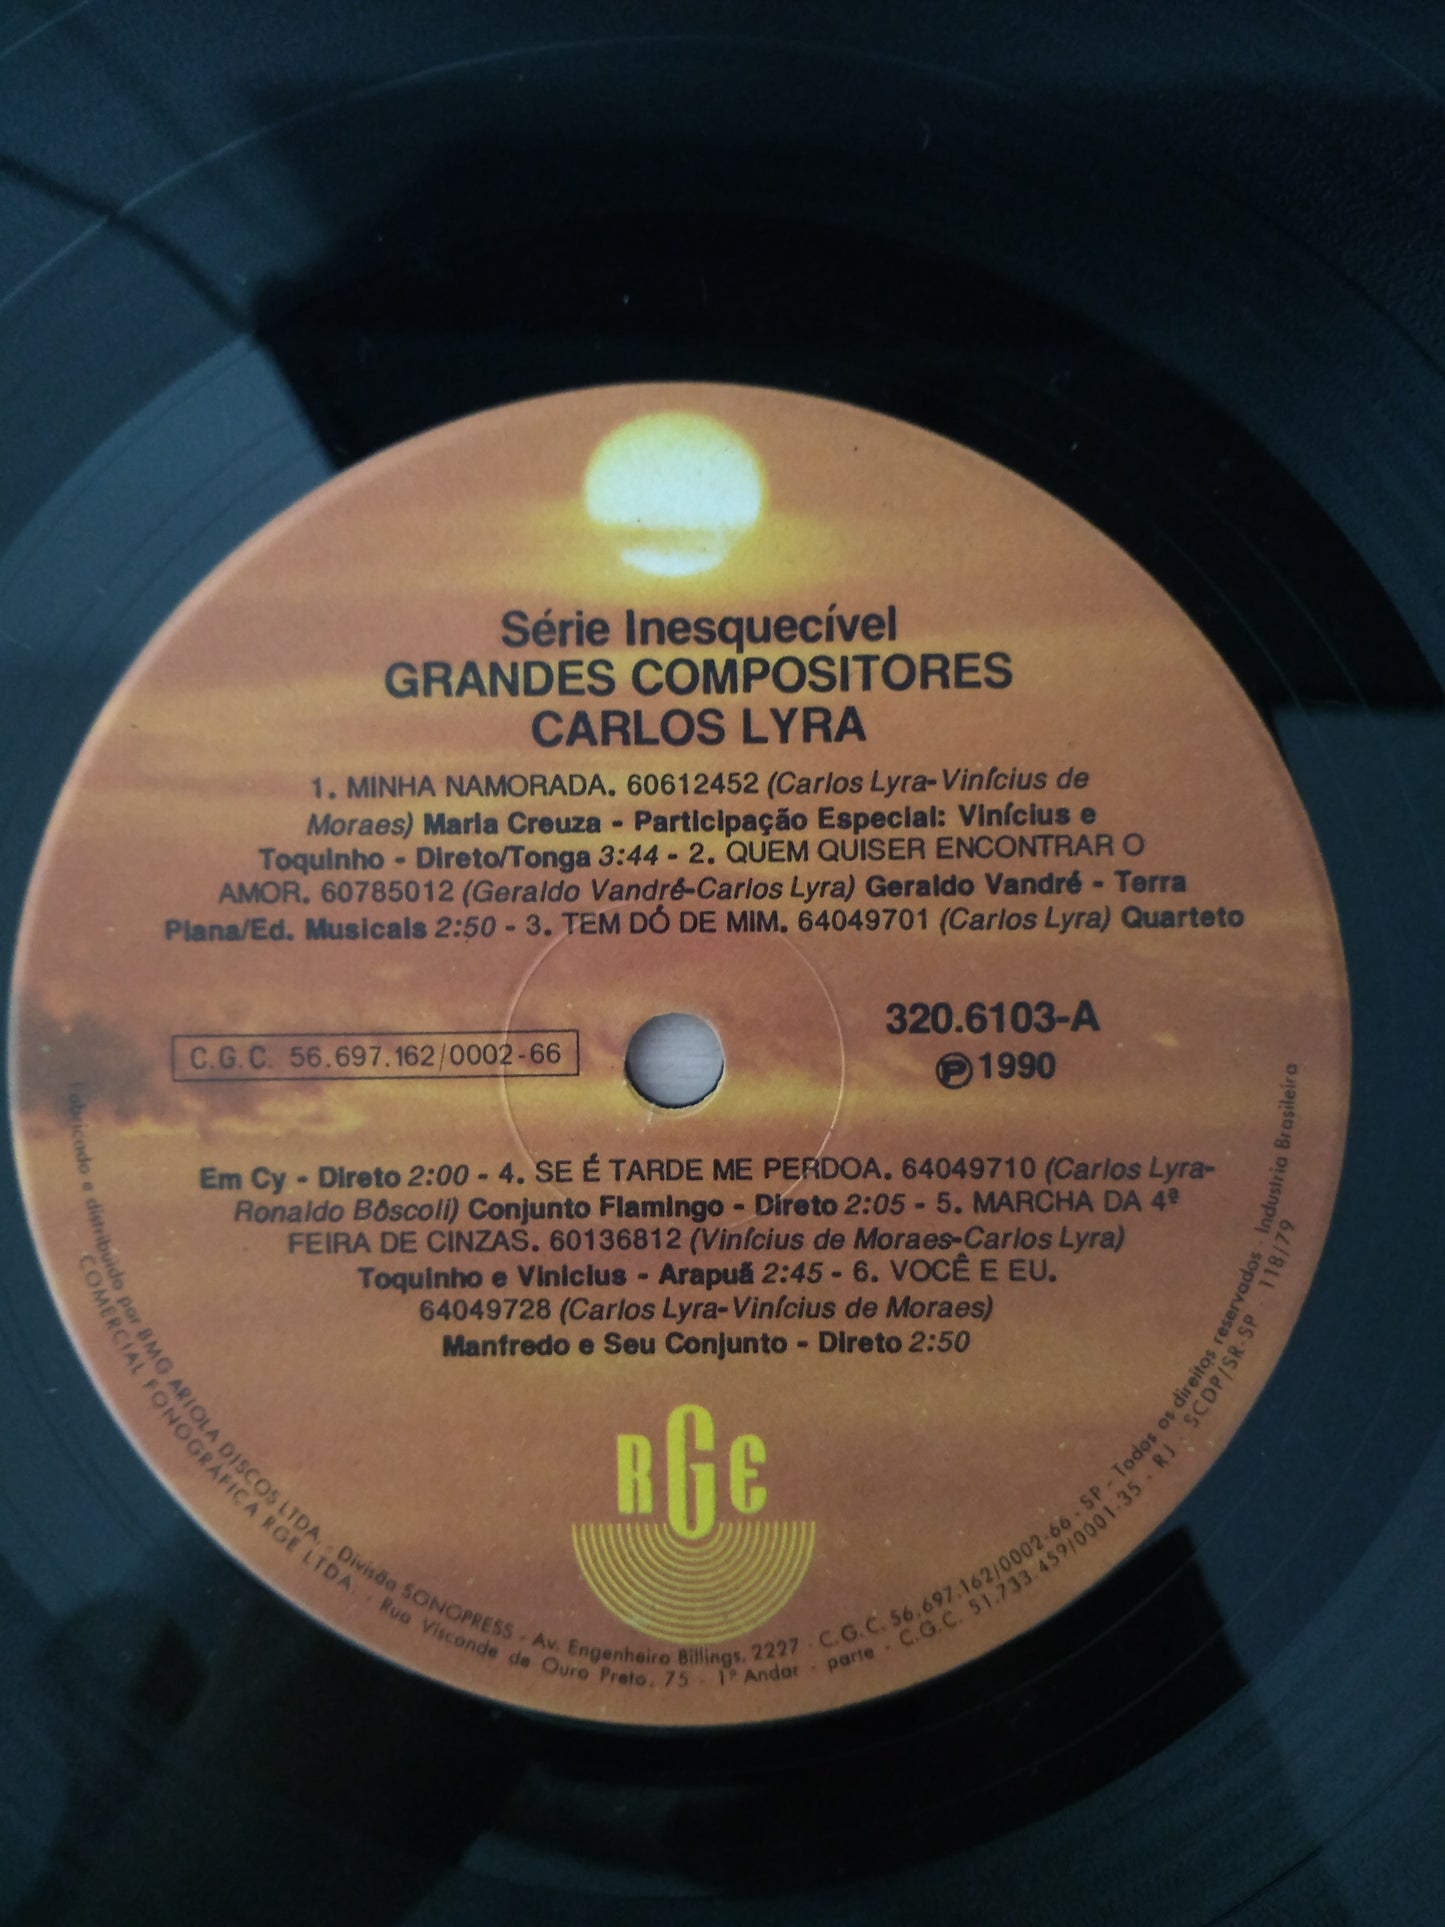 Série Inesquecível
GRANDES COMPOSITORES
CARLOS LYRA
1. MINHA NAMORADA. 60612452 (Carlos Lyra-Vinícius de
Moraes) Maria Creuza - Participação Especial: Vinícius e
Toquinho - Direto/Tonga 3:44 - 2. QUEM QUISER ENCONTRAR O
AMOR. 60785012 (Geraldo Vandré-Carlos Lyra) Geraldo Vandré - Terra
Plana/Ed. Musicais 2:50 - 3. TEM DÓ DE MIM. 64049701 (Carlos Lyra) Quarteto
320.6103-A
C.G.C. 56.697.162/0002-66
℗ 1990
Em Cy - Direto 2:00 - 4. SE É TARDE ME PERDOA. 64049710 (Carlos Lyra-
Ronaldo Bôscoli) Conjunto Flamingo - Direto 2:05 - 5. MARCHA DA 4ª
FEIRA DE CINZAS. 60136812 (Vinícius de Moraes-Carlos Lyra)
Toquinho e Vinicius - Arapuã 2:45 - 6. VOCÊ E EU.
64049728 (Carlos Lyra-Vinícius de Moraes)
Manfredo e Seu Conjunto - Direto 2:50
RGE
Fabricado e distribuído por BMG ARIOLA DISCOS LTDA. - Divisão SONOPRESS - Av. Engenheiro Billings, 2227 - C.G.C. 56.697.162/0002-66 - SP - Todos os direitos reservados - Industria Brasileira
COMERCIAL FONOGRÁFICA RGE LTDA. - Rua Visconde de Ouro Preto, 75 - 1º Andar - parte - C.G.C. 51.733.459/0001-35 - RJ - SCDP/SR-SP - 118/79